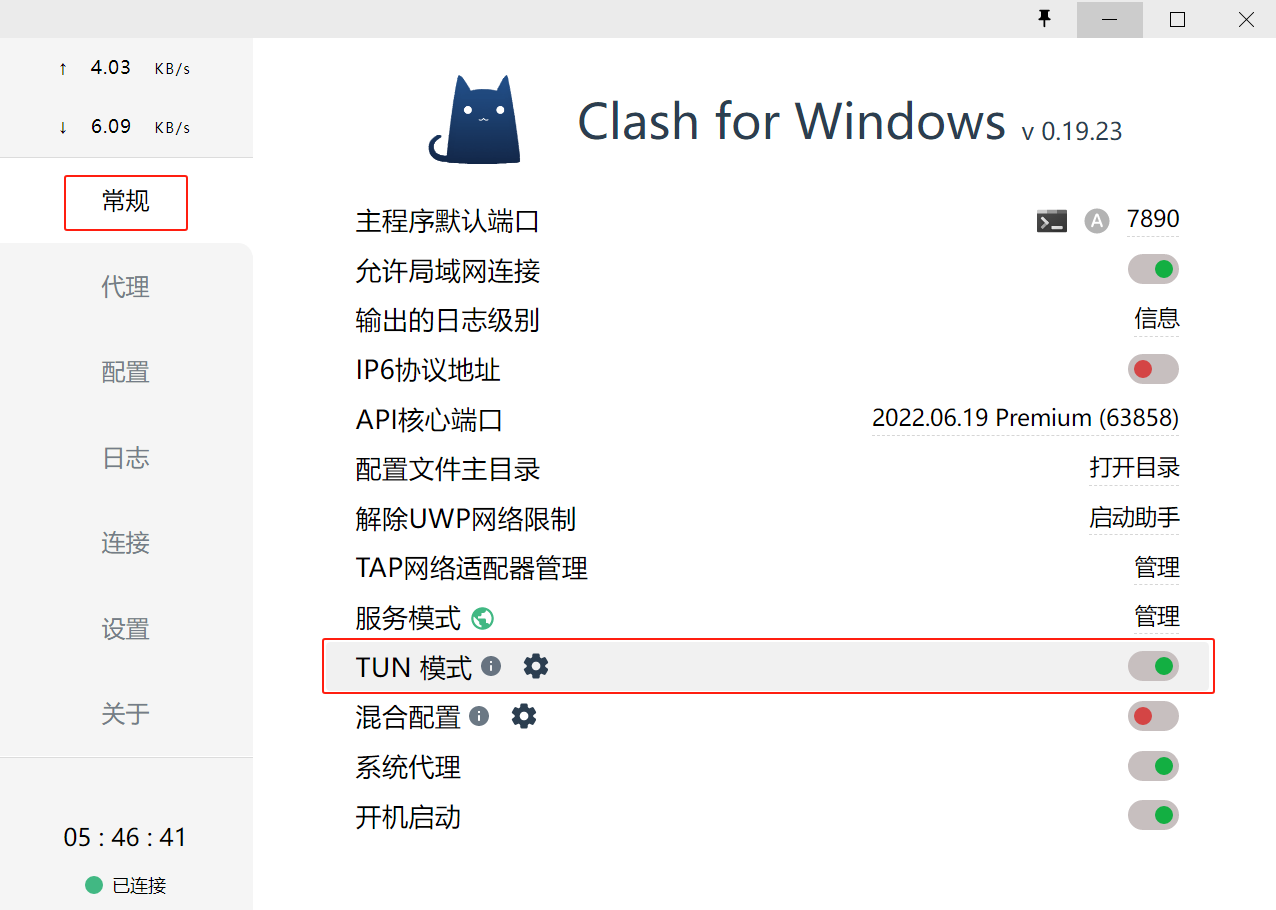 ↑ 4.03 KB/s
↓ 6.09 KB/s
常规
代理
配置
日志
连接
设置
关于
05 : 46 : 41
已连接
Clash for Windows v 0.19.23
主程序默认端口 A 7890
允许局域网连接
输出的日志级别 信息
IP6协议地址
API核心端口 2022.06.19 Premium (63858)
配置文件主目录 打开目录
解除UWP网络限制 启动助手
TAP网络适配器管理 管理
服务模式 管理
TUN 模式
混合配置
系统代理
开机启动